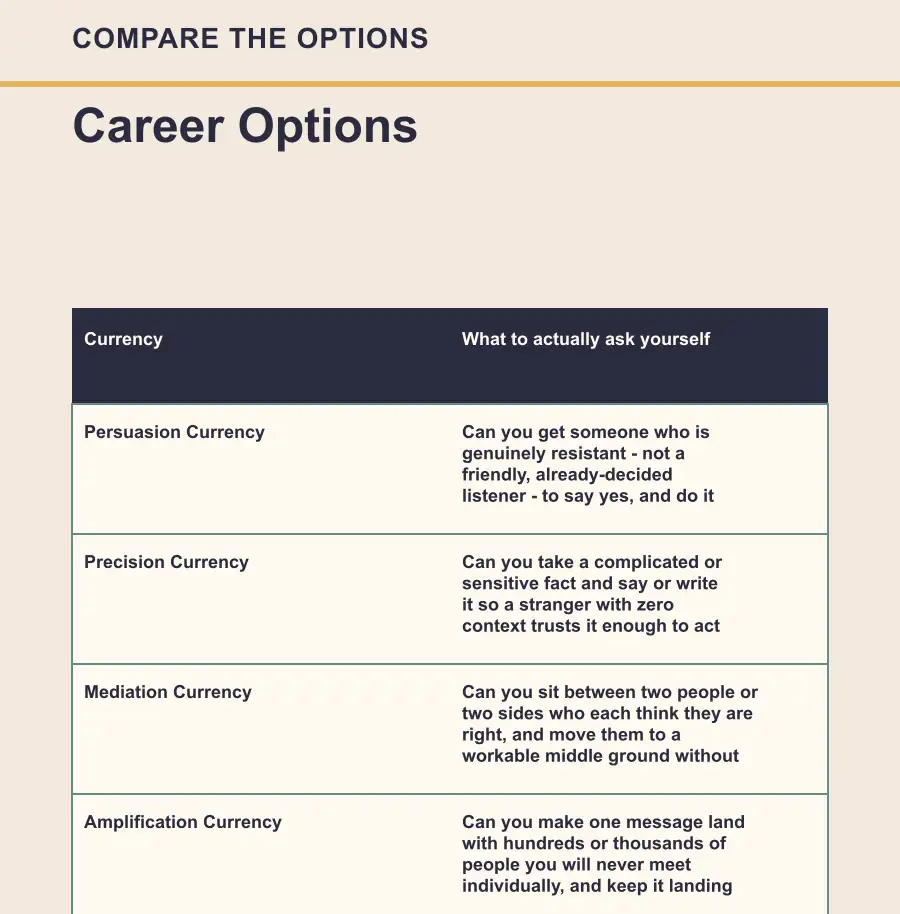 COMPARE THE OPTIONS
Career Options
Currency
What to actually ask yourself
Persuasion Currency
Can you get someone who is
genuinely resistant - not a
friendly, already-decided
listener - to say yes, and do it
Precision Currency
Can you take a complicated or
sensitive fact and say or write
it so a stranger with zero
context trusts it enough to act
Mediation Currency
Can you sit between two people or
two sides who each think they are
right, and move them to a
workable middle ground without
Amplification Currency
Can you make one message land
with hundreds or thousands of
people you will never meet
individually, and keep it landing